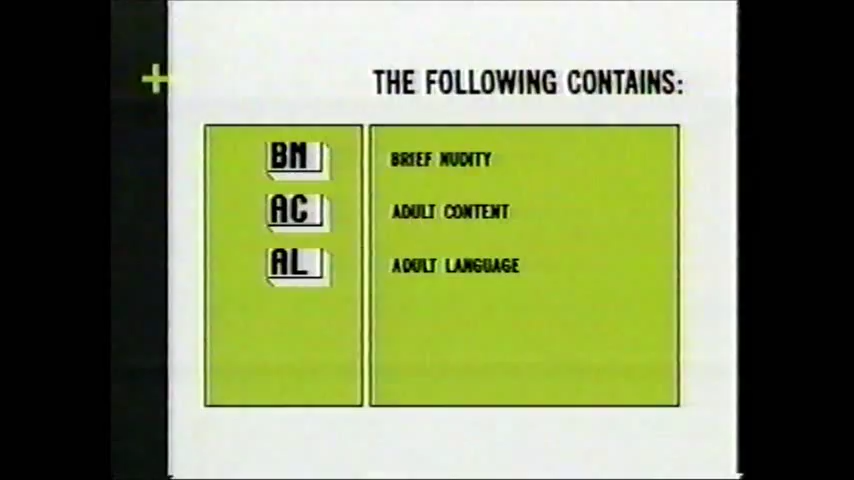 THE FOLLOWING CONTAINS:
BN BRIEF NUDITY
AC ADULT CONTENT
AL ADULT LANGUAGE